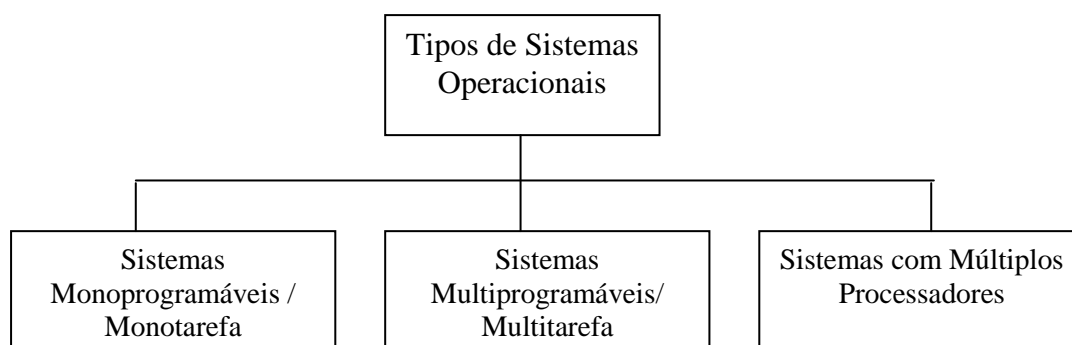 Tipos de Sistemas
Operacionais
Sistemas
Monoprogramáveis /
Monotarefa
Sistemas
Multiprogramáveis/
Multitarefa
Sistemas com Múltiplos
Processadores